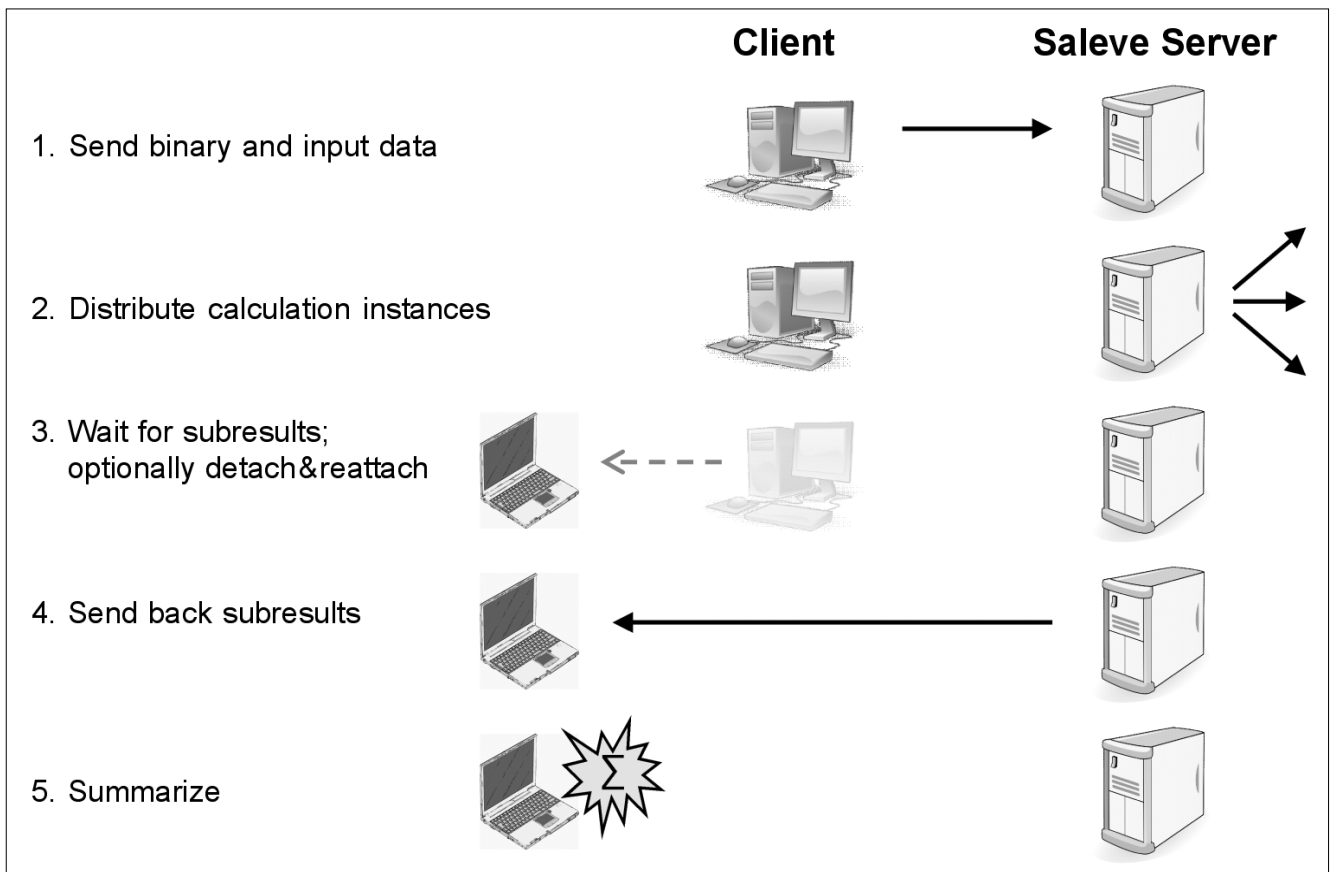 Client Saleve Server
1. Send binary and input data
2. Distribute calculation instances
3. Wait for subresults;
optionally detach&reattach
4. Send back subresults
5. Summarize
Σ